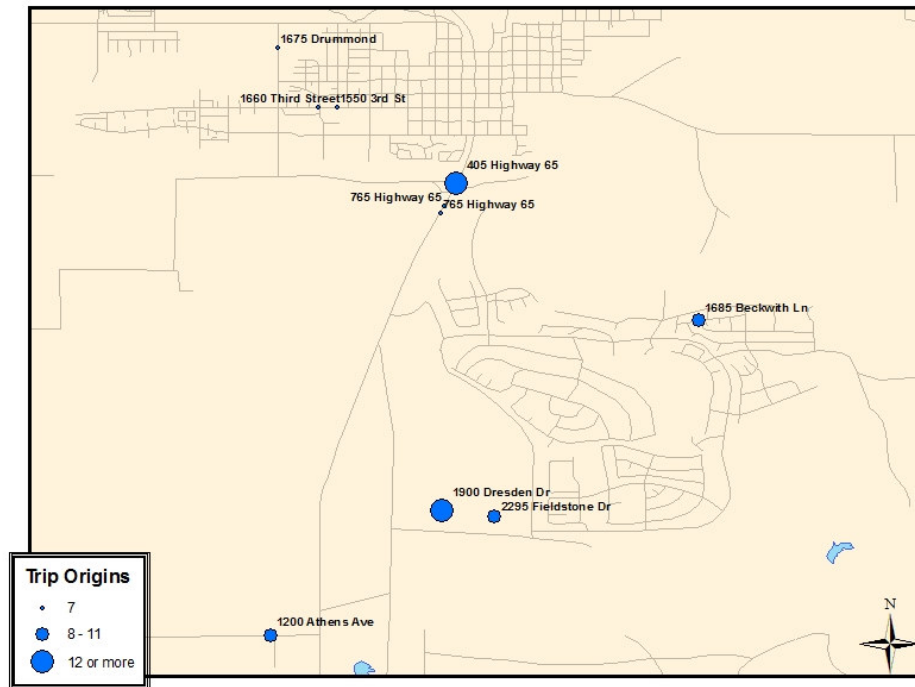 1675 Drummond
1660 Third Street
1550 3rd St
405 Highway 65
765 Highway 65
765 Highway 65
1685 Beckwith Ln
1900 Dresden Dr
2295 Fieldstone Dr
1200 Athens Ave
Trip Origins
7
8 - 11
12 or more
N